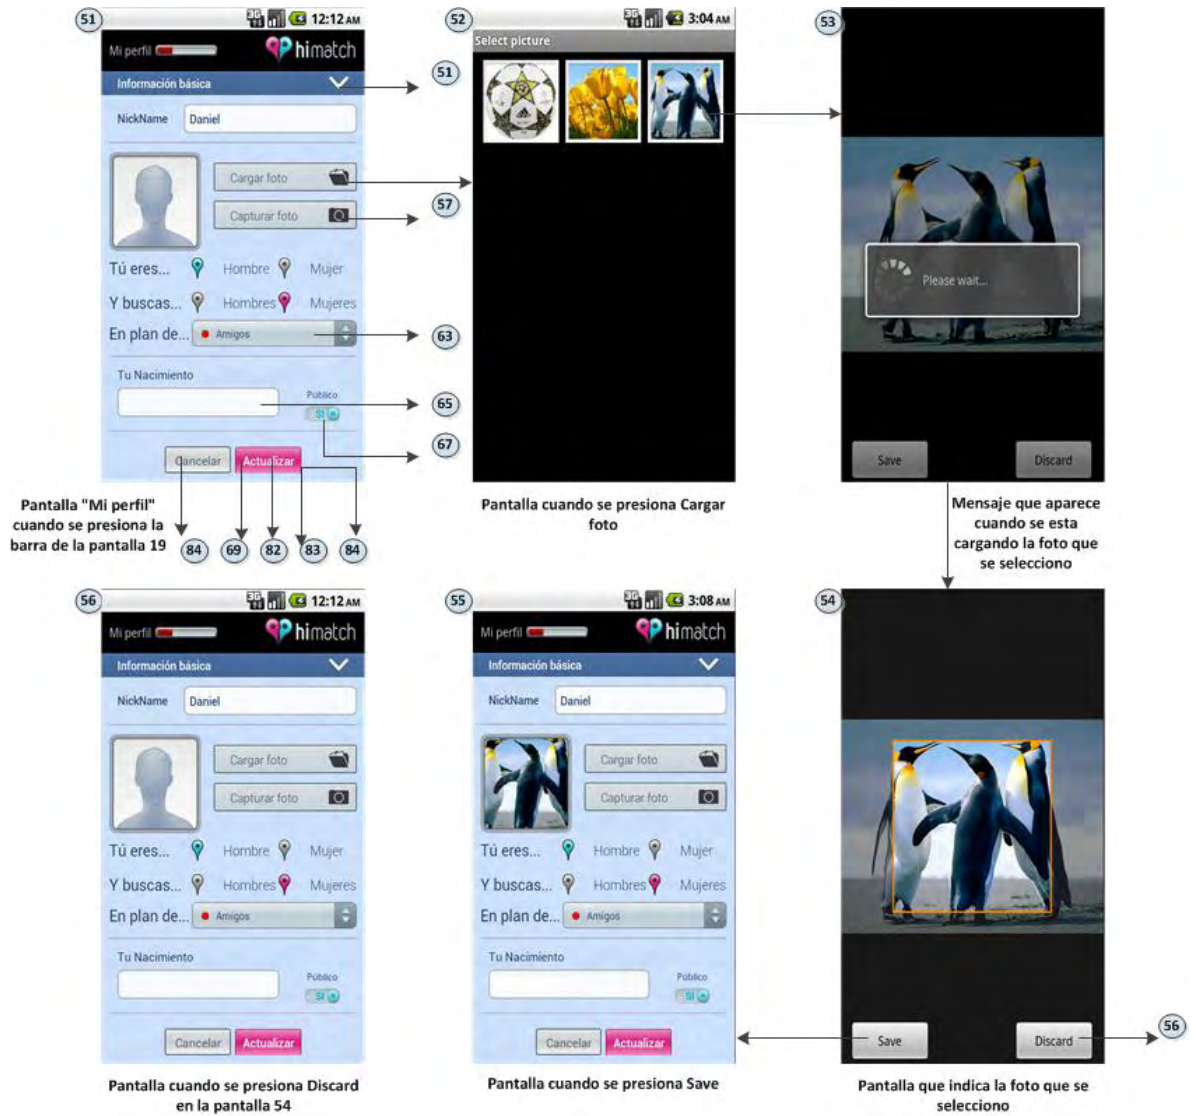 51
3G
12:12 AM
Mi perfil
himatch
Información básica
51
NickName
Daniel
Cargar foto
Capturar foto
57
Tú eres...
Hombre
Mujer
Y buscas...
Hombres
Mujeres
En plan de...
Amigos
63
Tu Nacimiento
Público
SI
65
67
Cancelar
Actualizar
Pantalla "Mi perfil"
cuando se presiona la
barra de la pantalla 19
84
69
82
83
84
52
3G
3:04 AM
Select picture
adidas
Pantalla cuando se presiona Cargar
foto
53
Please wait...
Save
Discard
Mensaje que aparece
cuando se esta
cargando la foto que
se selecciono
56
3G
12:12 AM
Mi perfil
himatch
Información básica
NickName
Daniel
Cargar foto
Capturar foto
Tú eres...
Hombre
Mujer
Y buscas...
Hombres
Mujeres
En plan de...
Amigos
Tu Nacimiento
Público
SI
Cancelar
Actualizar
Pantalla cuando se presiona Discard
en la pantalla 54
55
3G
3:08 AM
Mi perfil
himatch
Información básica
NickName
Daniel
Cargar foto
Capturar foto
Tú eres...
Hombre
Mujer
Y buscas...
Hombres
Mujeres
En plan de...
Amigos
Tu Nacimiento
Público
SI
Cancelar
Actualizar
Pantalla cuando se presiona Save
54
Save
Discard
56
Pantalla que indica la foto que se
selecciono